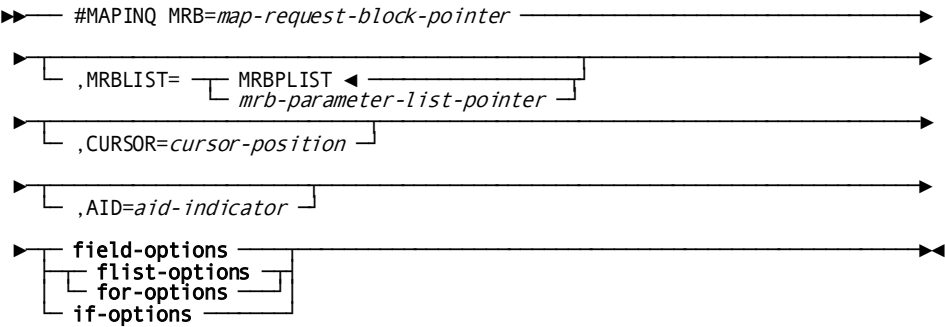 #MAPINQ MRB=map-request-block-pointer
,MRBLIST= MRBPLIST ◄
mrb-parameter-list-pointer
,CURSOR=cursor-position
,AID=aid-indicator
field-options
flist-options
for-options
if-options